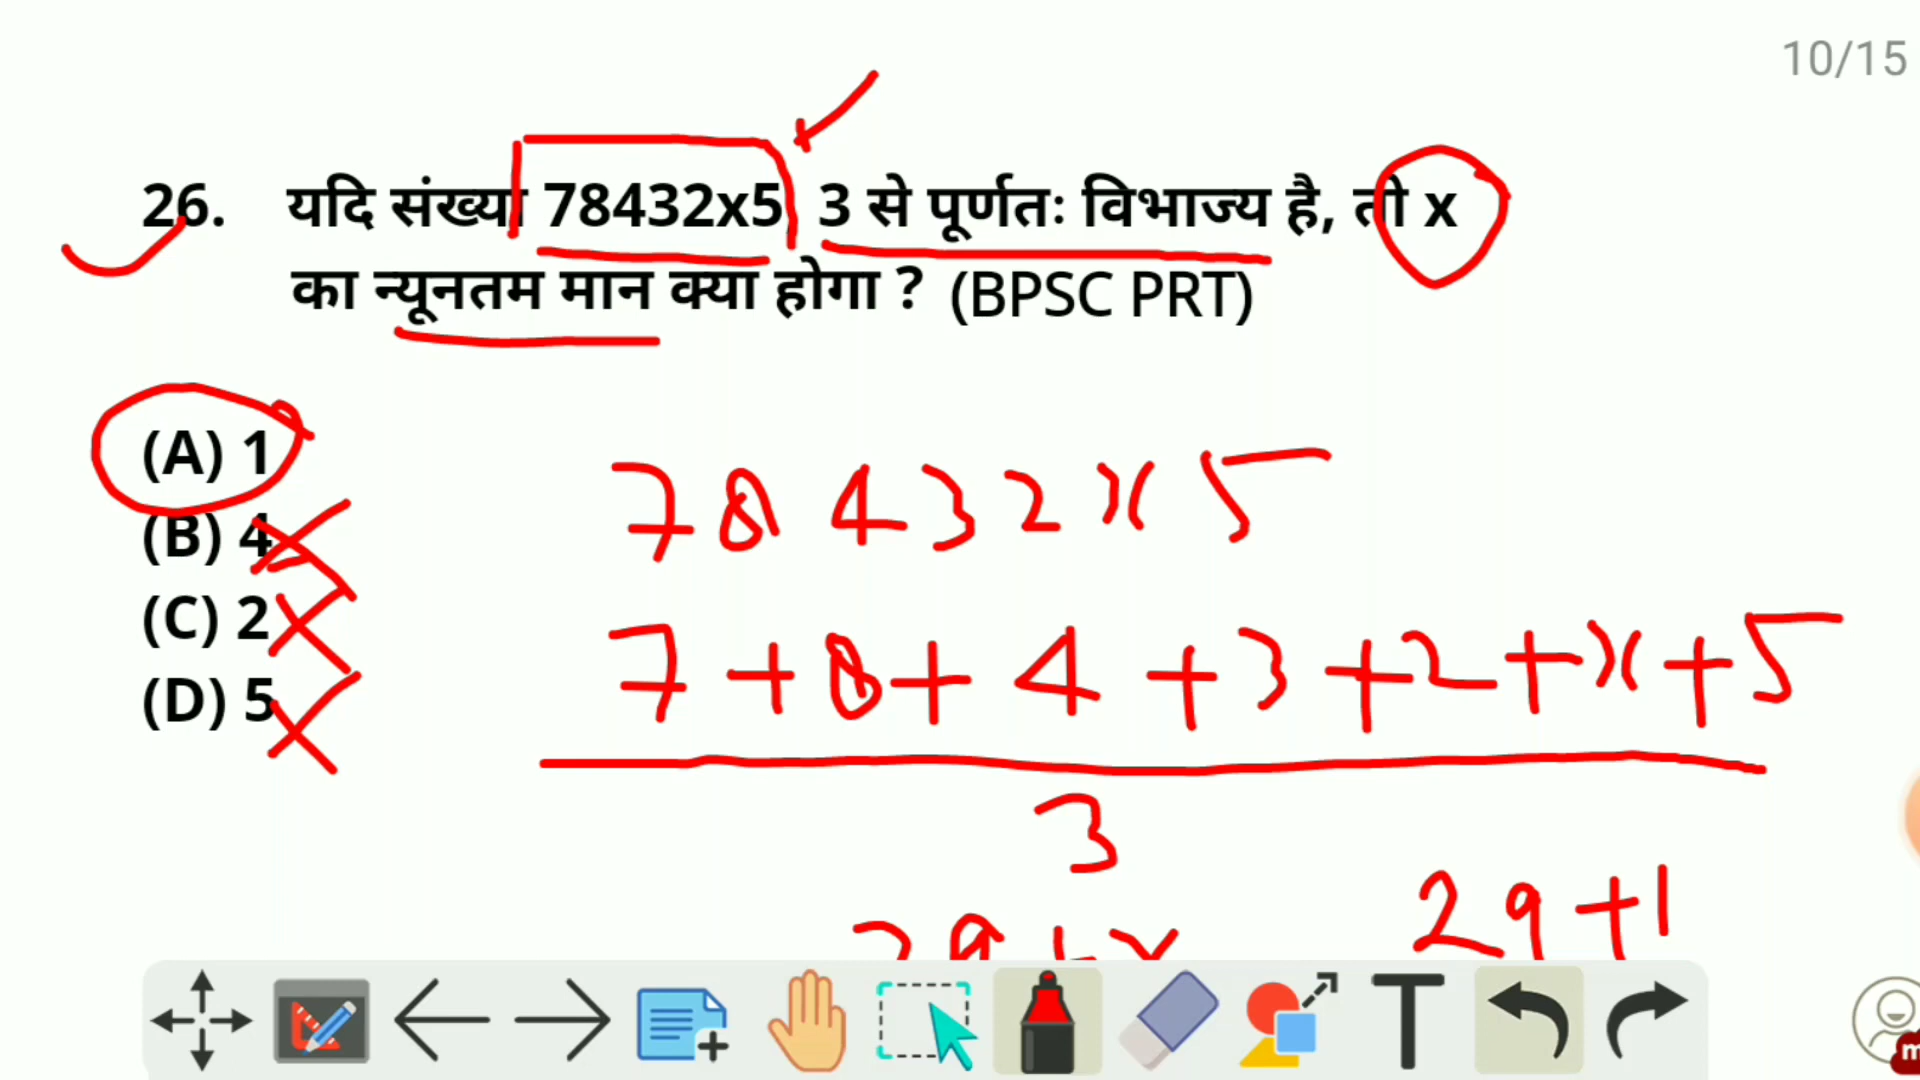 10/15
26. यदि संख्या 78432x5 3 से पूर्णतः विभाज्य है, तो x
का न्यूनतम मान क्या होगा ? (BPSC PRT)
(A) 1
(B) 4
(C) 2
(D) 5
78432x5
7+8+4+3+2+x+5
3
29+x
29+1
T
m